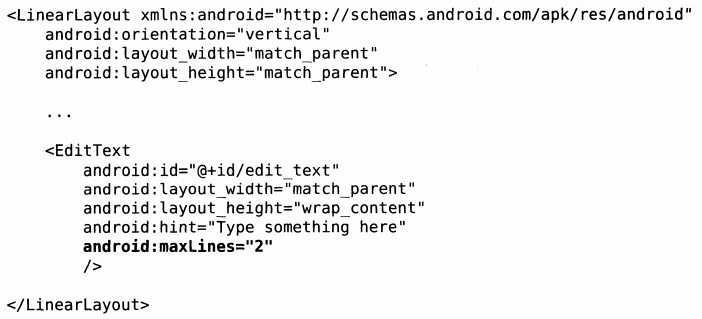 <LinearLayout xmlns:android="http://schemas.android.com/apk/res/android"
    android:orientation="vertical"
    android:layout_width="match_parent"
    android:layout_height="match_parent">

    ...

    <EditText
        android:id="@+id/edit_text"
        android:layout_width="match_parent"
        android:layout_height="wrap_content"
        android:hint="Type something here"
        android:maxLines="2"
        />

</LinearLayout>